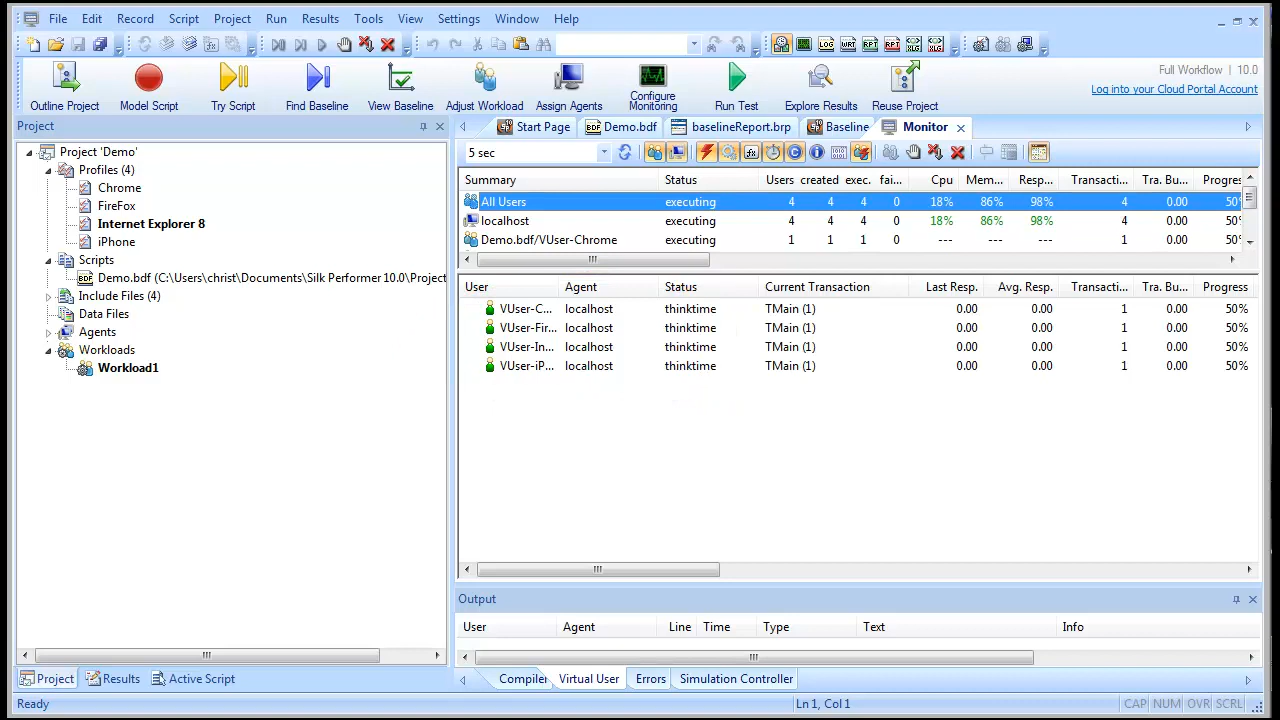 File Edit Record Script Project Run Results Tools View Settings Window Help
Full Workflow | 10.0
Log into your Cloud Portal Account
Outline Project Model Script Try Script Find Baseline View Baseline Adjust Workload Assign Agents Configure Monitoring Run Test Explore Results Reuse Project
Project
Start Page Demo.bdf baselineReport.brp Baseline Monitor
5 sec
Project 'Demo'
Profiles (4)
Chrome
FireFox
Internet Explorer 8
iPhone
Scripts
Demo.bdf (C:\Users\christ\Documents\Silk Performer 10.0\Project
Include Files (4)
Data Files
Agents
Workloads
Workload1
Summary Status Users created exec. fai... Cpu Mem... Resp... Transacti... Tra. Bu... Progres
All Users executing 4 4 4 0 18% 86% 98% 4 0.00 50%
localhost executing 4 4 4 0 18% 86% 98% 4 0.00 50%
Demo.bdf/VUser-Chrome executing 1 1 1 0 --- --- --- 1 0.00 50%
User Agent Status Current Transaction Last Resp. Avg. Resp. Transacti... Tra. Bu... Progress
VUser-C... localhost thinktime TMain (1) 0.00 0.00 1 0.00 50%
VUser-Fir... localhost thinktime TMain (1) 0.00 0.00 1 0.00 50%
VUser-In... localhost thinktime TMain (1) 0.00 0.00 1 0.00 50%
VUser-iP... localhost thinktime TMain (1) 0.00 0.00 1 0.00 50%
Output
User Agent Line Time Type Text Info
Project Results Active Script
Compiler Virtual User Errors Simulation Controller
Ready Ln 1, Col 1 CAP NUM OVR SCRL